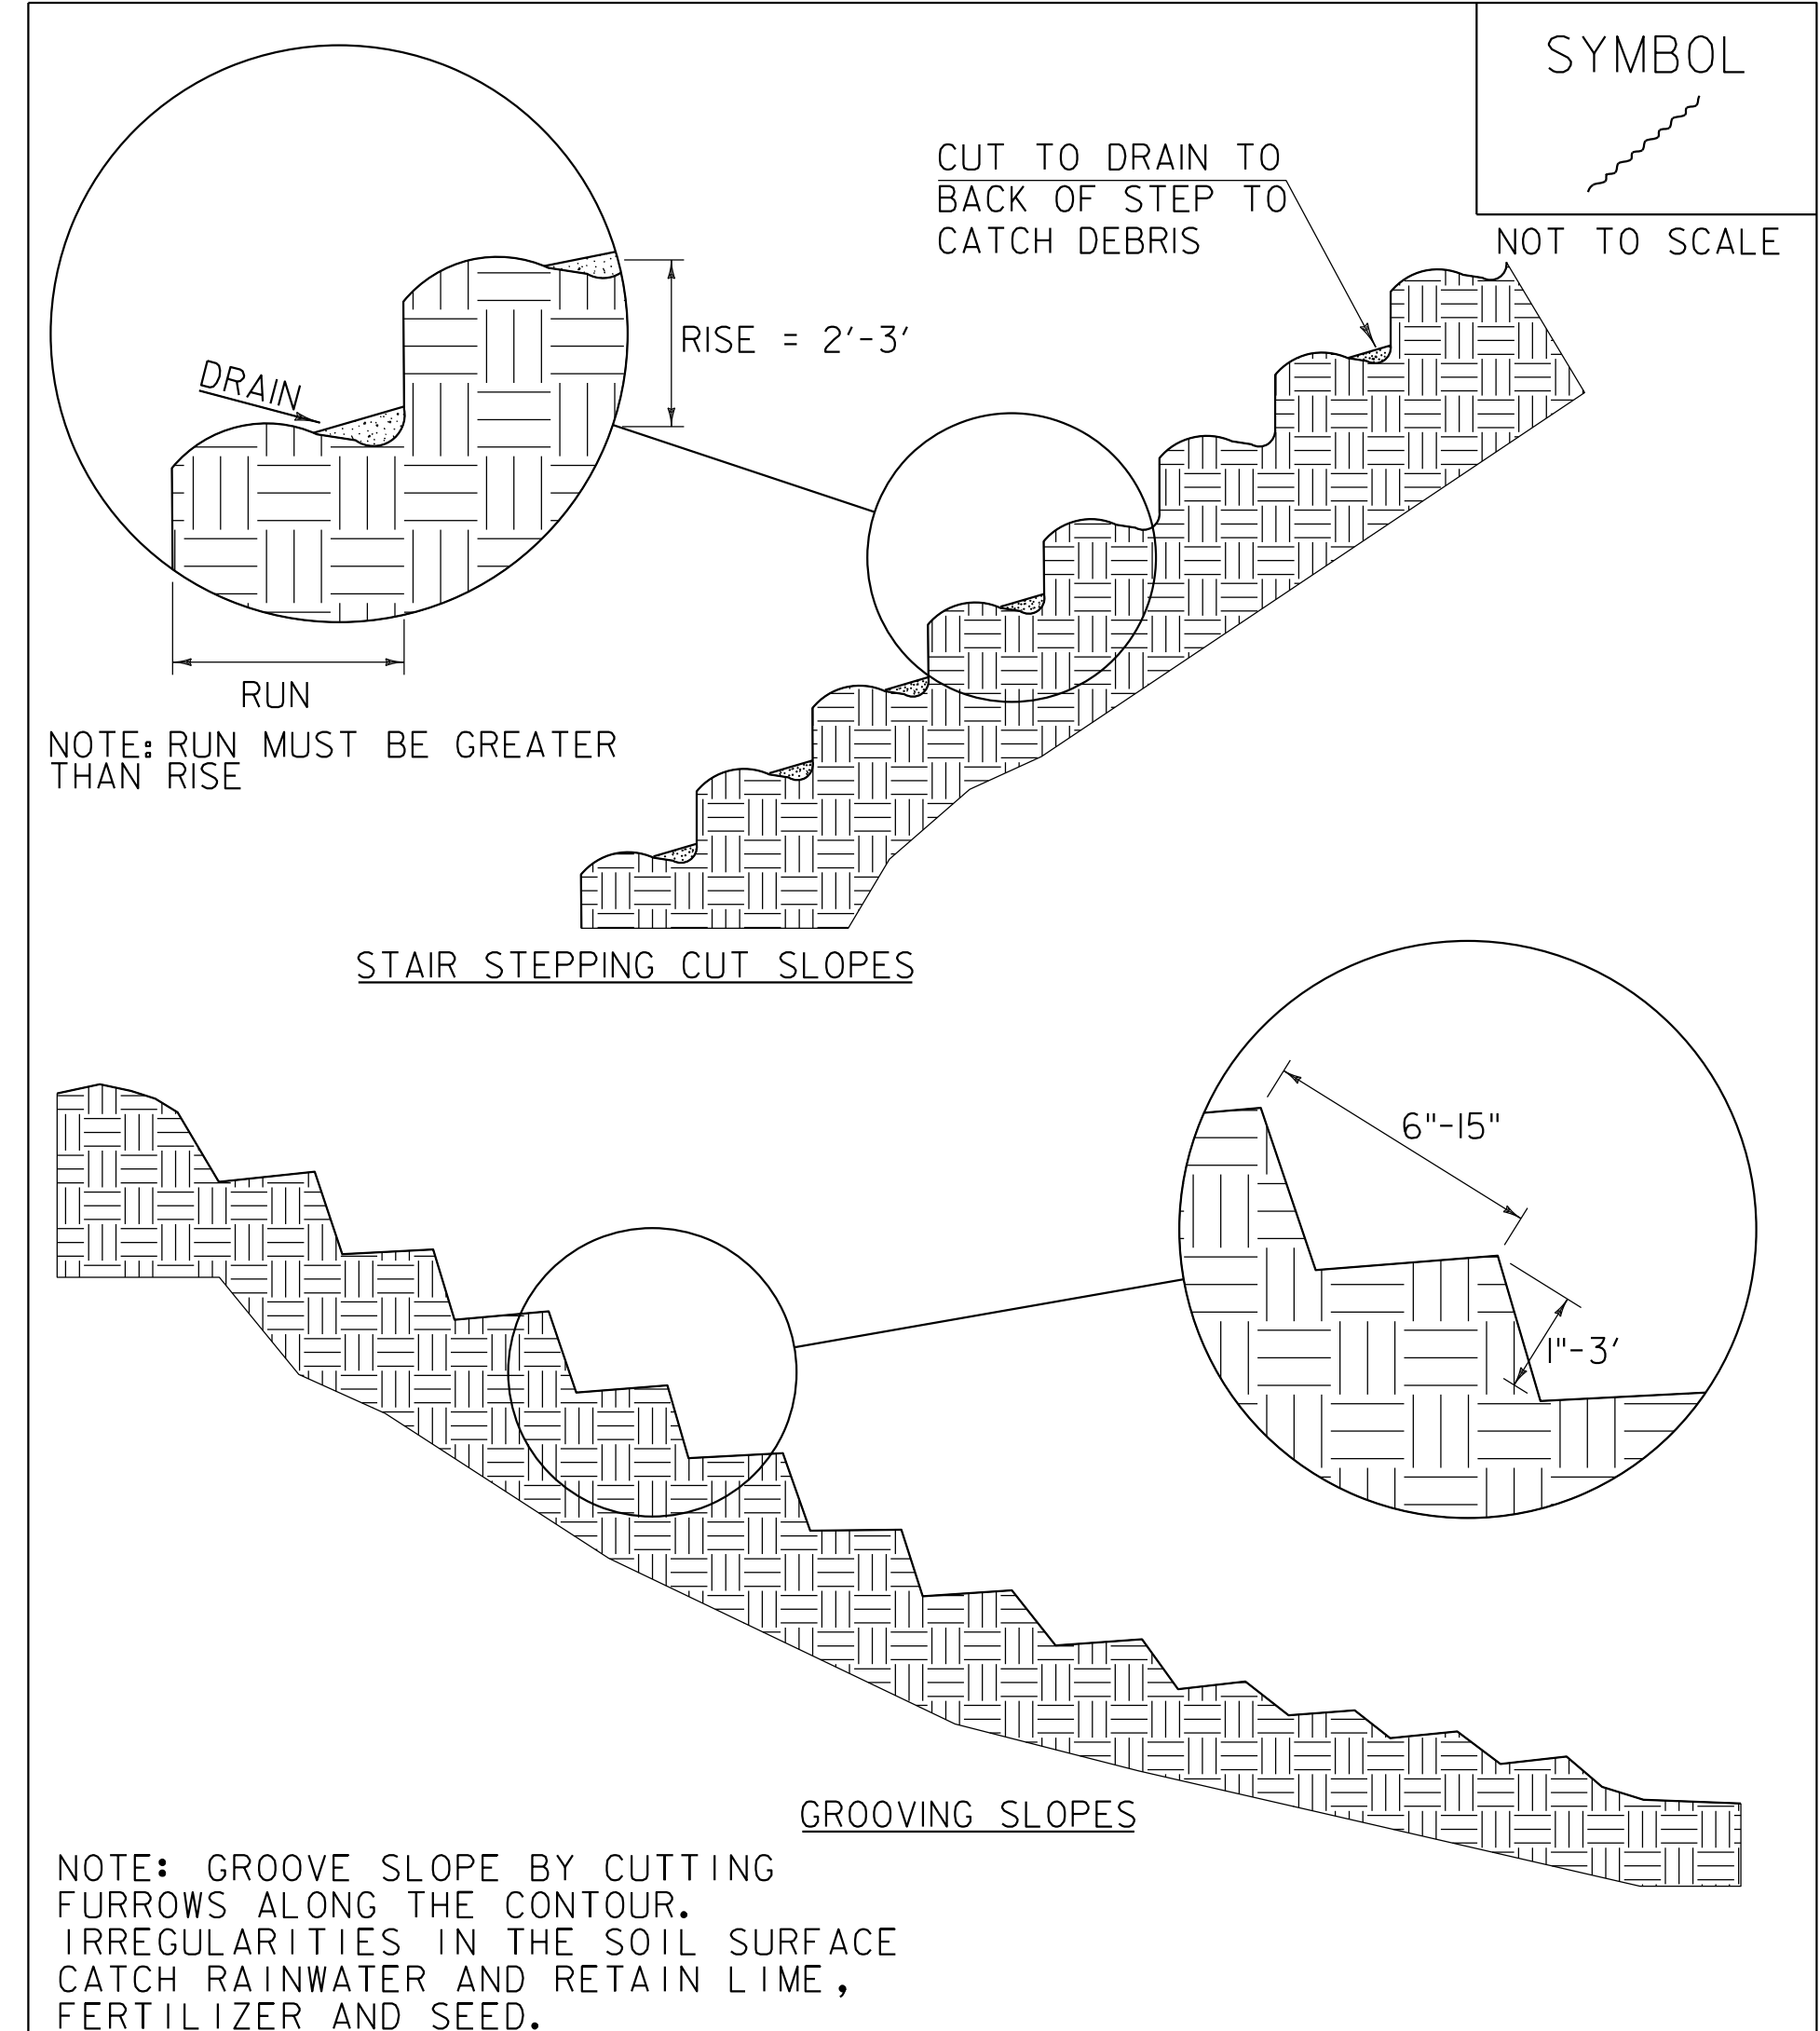 SYMBOL
NOT TO SCALE
CUT TO DRAIN TO
BACK OF STEP TO
CATCH DEBRIS
RISE = 2'-3'
DRAIN
RUN
NOTE: RUN MUST BE GREATER
THAN RISE
STAIR STEPPING CUT SLOPES
6"-15"
1"-3'
GROOVING SLOPES
NOTE: GROOVE SLOPE BY CUTTING
FURROWS ALONG THE CONTOUR.
IRREGULARITIES IN THE SOIL SURFACE
CATCH RAINWATER AND RETAIN LIME,
FERTILIZER AND SEED.